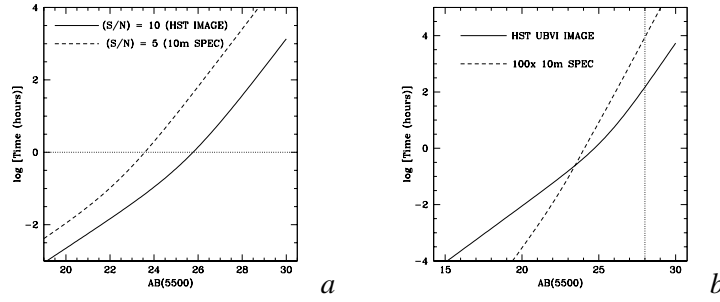 (S/N) = 10 (HST IMAGE)
(S/N) = 5 (10m SPEC)
log [Time (hours)]
4
2
0
-2
20 22 24 26 28 30
AB(5500)
a
HST UBVI IMAGE
100x 10m SPEC
log [Time (hours)]
4
2
0
-2
-4
15 20 25 30
AB(5500)
b